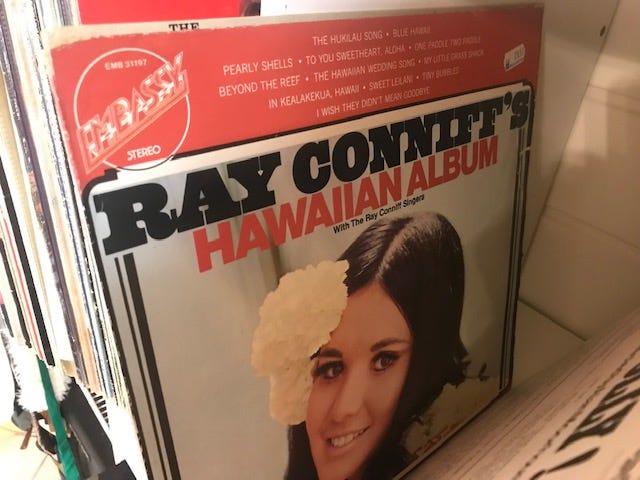 THE
EMB 31197
EMBASSY
STEREO
THE HUKILAU SONG • BLUE HAWAII
PEARLY SHELLS • TO YOU SWEETHEART, ALOHA • ONE PADDLE TWO PADDLE
BEYOND THE REEF • THE HAWAIIAN WEDDING SONG • MY LITTLE GRASS SHACK
IN KEALAKEKUA, HAWAII • SWEET LEILANI • TINY BUBBLES
I WISH THEY DIDN'T MEAN GOODBYE
RAY CONNIFF'S
HAWAIIAN ALBUM
With The Ray Conniff Singers